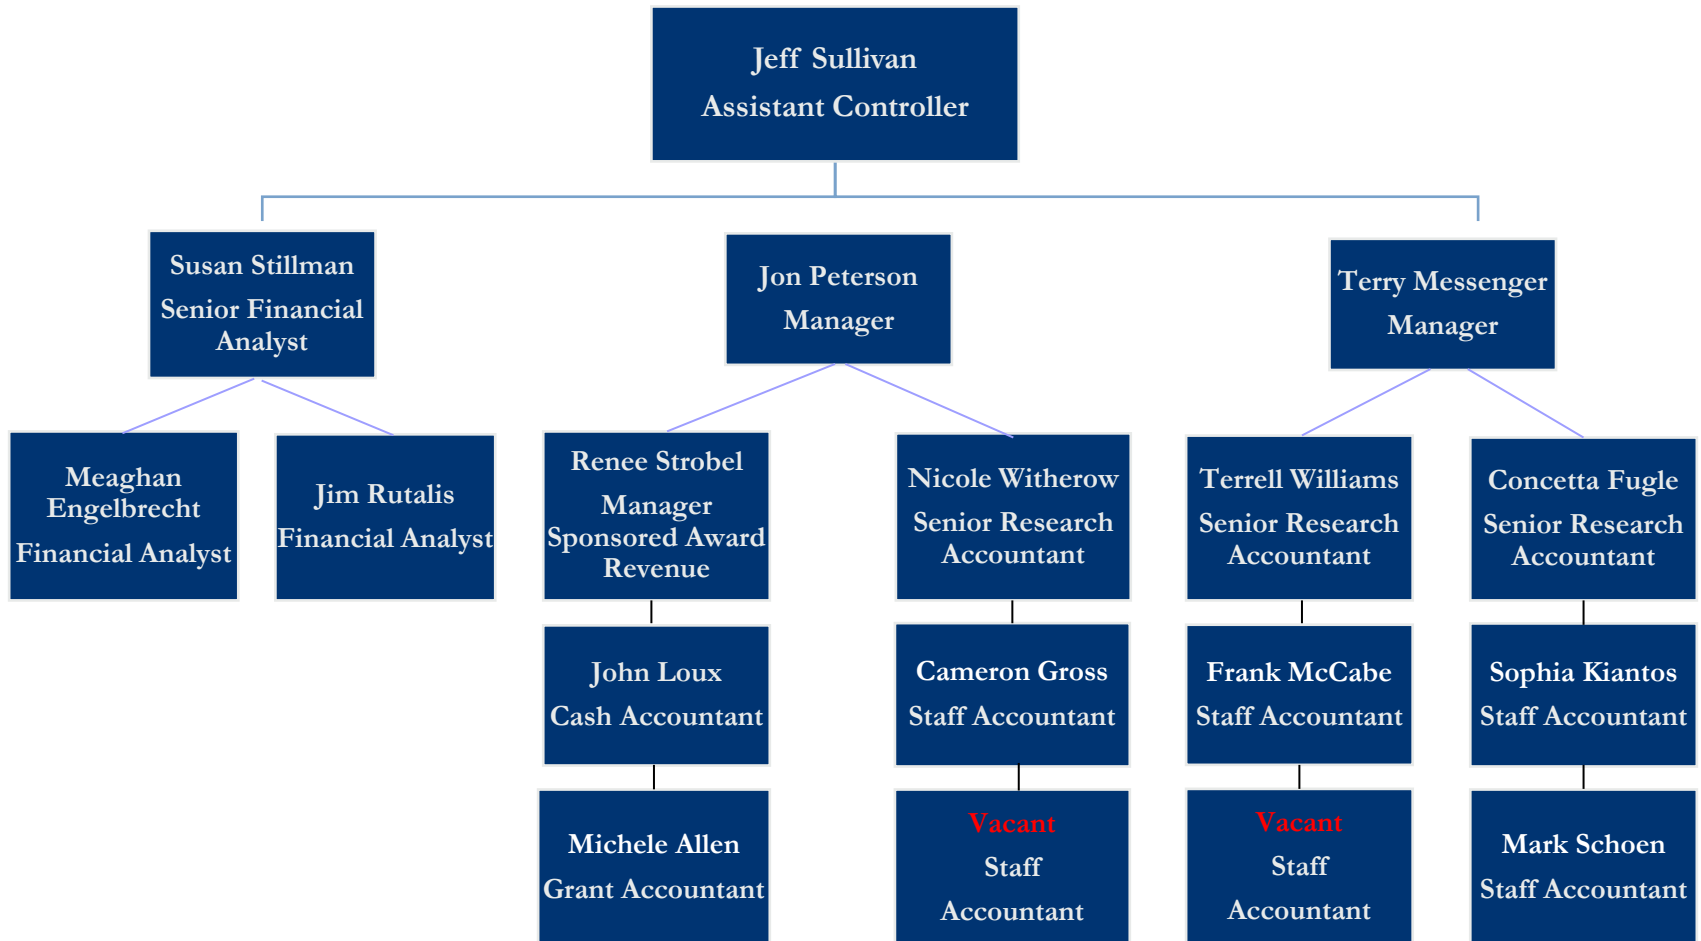 Jeff Sullivan
Assistant Controller
Susan Stillman
Senior Financial
Analyst
Jon Peterson
Manager
Terry Messenger
Manager
Meaghan
Engelbrecht
Financial Analyst
Jim Rutalis
Financial Analyst
Renee Strobel
Manager
Sponsored Award
Revenue
Nicole Witherow
Senior Research
Accountant
Terrell Williams
Senior Research
Accountant
Concetta Fugle
Senior Research
Accountant
John Loux
Cash Accountant
Cameron Gross
Staff Accountant
Frank McCabe
Staff Accountant
Sophia Kiantos
Staff Accountant
Michele Allen
Grant Accountant
Vacant
Staff
Accountant
Vacant
Staff
Accountant
Mark Schoen
Staff Accountant